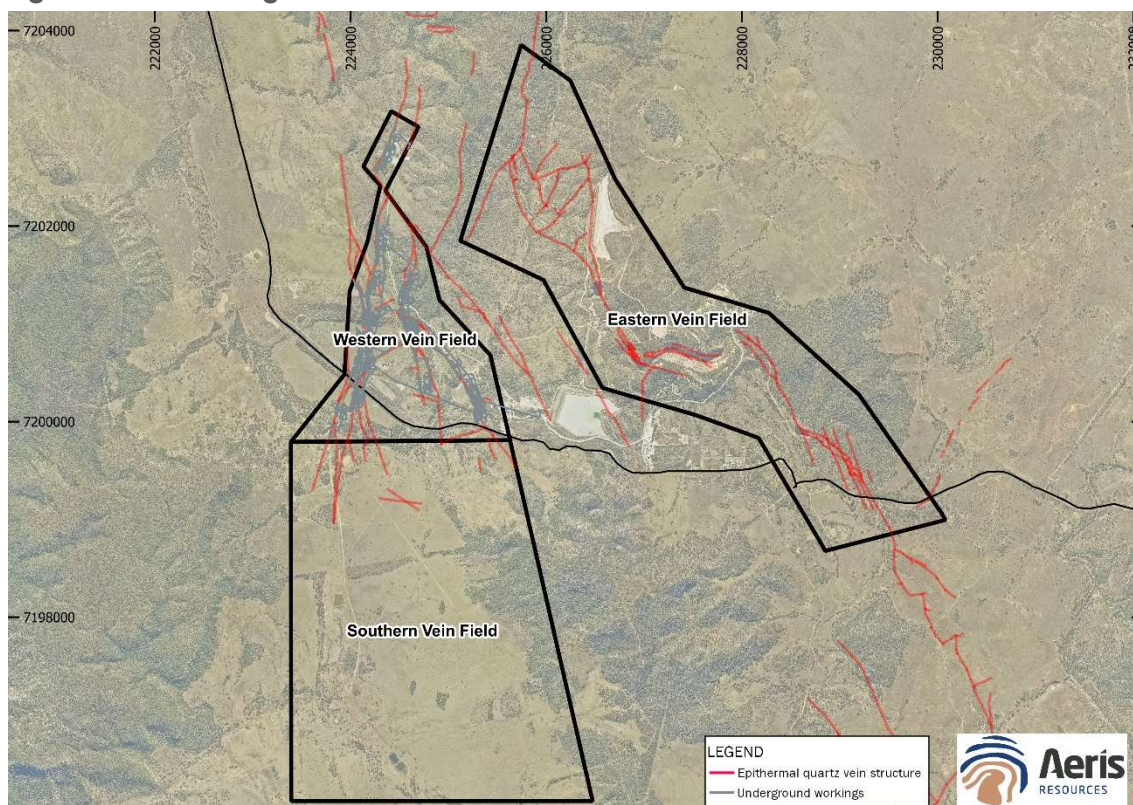 7204000
222000
224000
226000
228000
230000
7202000
Eastern Vein Field
Western Vein Field
7200000
7198000
Southern Vein Field
LEGEND
Epithermal quartz vein structure
Underground workings
Aeris
RESOURCES